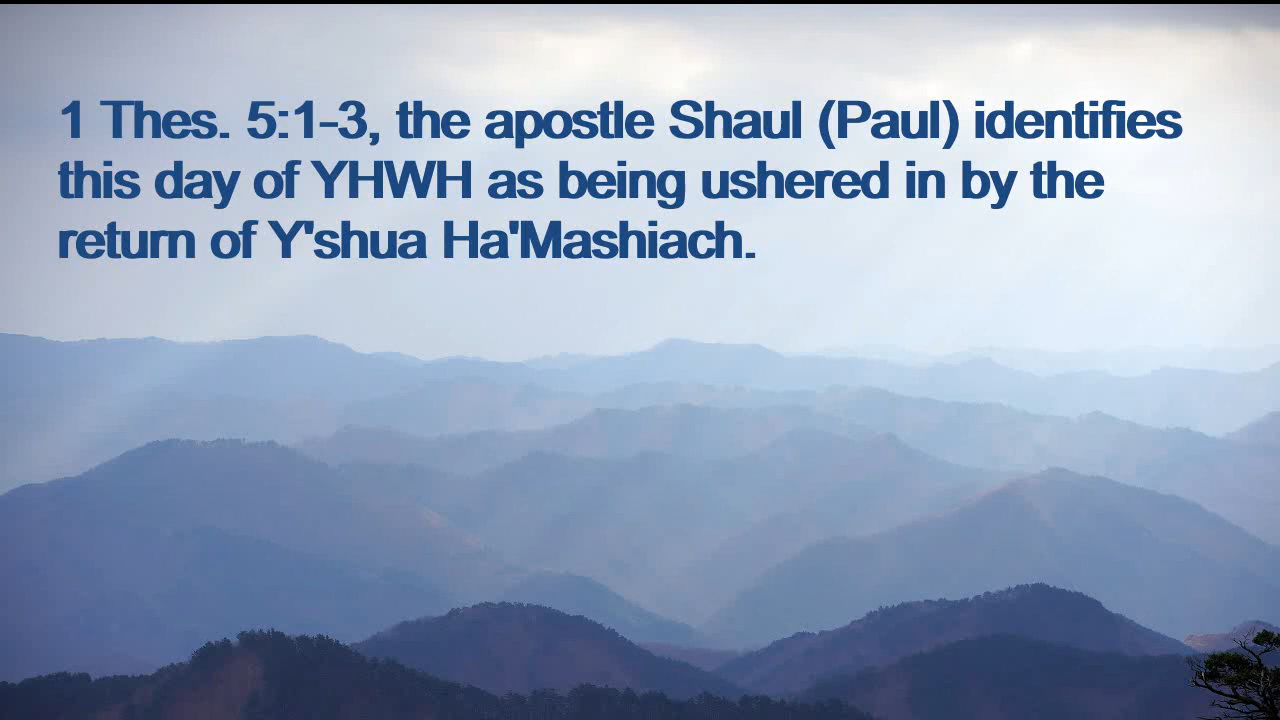 1 Thes. 5:1-3, the apostle Shaul (Paul) identifies
this day of YHWH as being ushered in by the
return of Y'shua Ha'Mashiach.